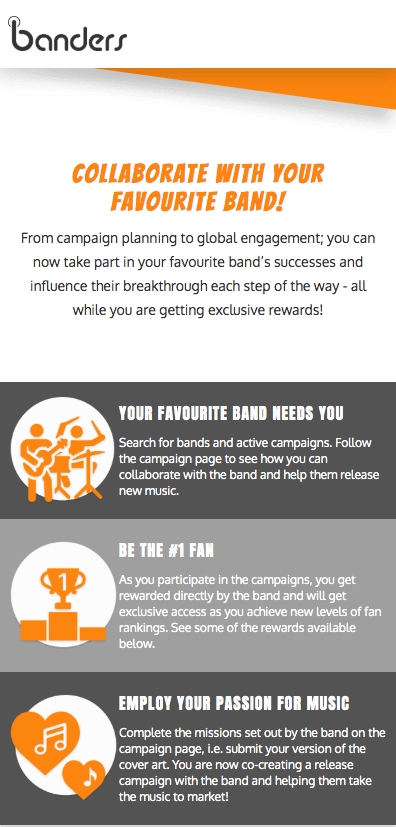 banders
COLLABORATE WITH YOUR
FAVOURITE BAND!
From campaign planning to global engagement; you can
now take part in your favourite band's successes and
influence their breakthrough each step of the way - all
while you are getting exclusive rewards!
YOUR FAVOURITE BAND NEEDS YOU
Search for bands and active campaigns. Follow
the campaign page to see how you can
collaborate with the band and help them release
new music.
1
BE THE #1 FAN
As you participate in the campaigns, you get
rewarded directly by the band and will get
exclusive access as you achieve new levels of fan
rankings. See some of the rewards available
below.
EMPLOY YOUR PASSION FOR MUSIC
Complete the missions set out by the band on the
campaign page, i.e. submit your version of the
cover art. You are now co-creating a release
campaign with the band and helping them take
the music to market!